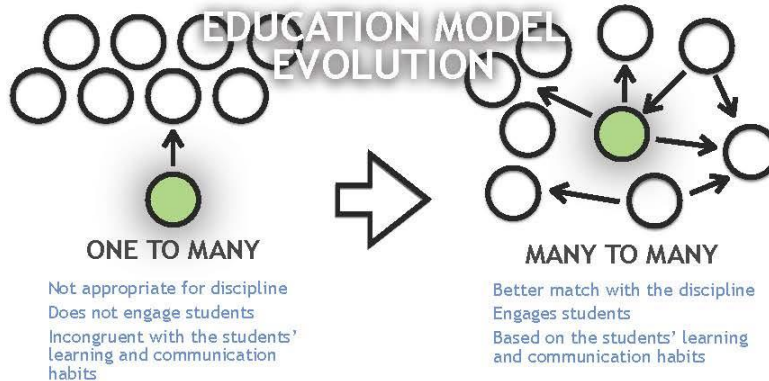 EDUCATION MODEL
EVOLUTION
ONE TO MANY
Not appropriate for discipline
Does not engage students
Incongruent with the students'
learning and communication
habits
MANY TO MANY
Better match with the discipline
Engages students
Based on the students' learning
and communication habits